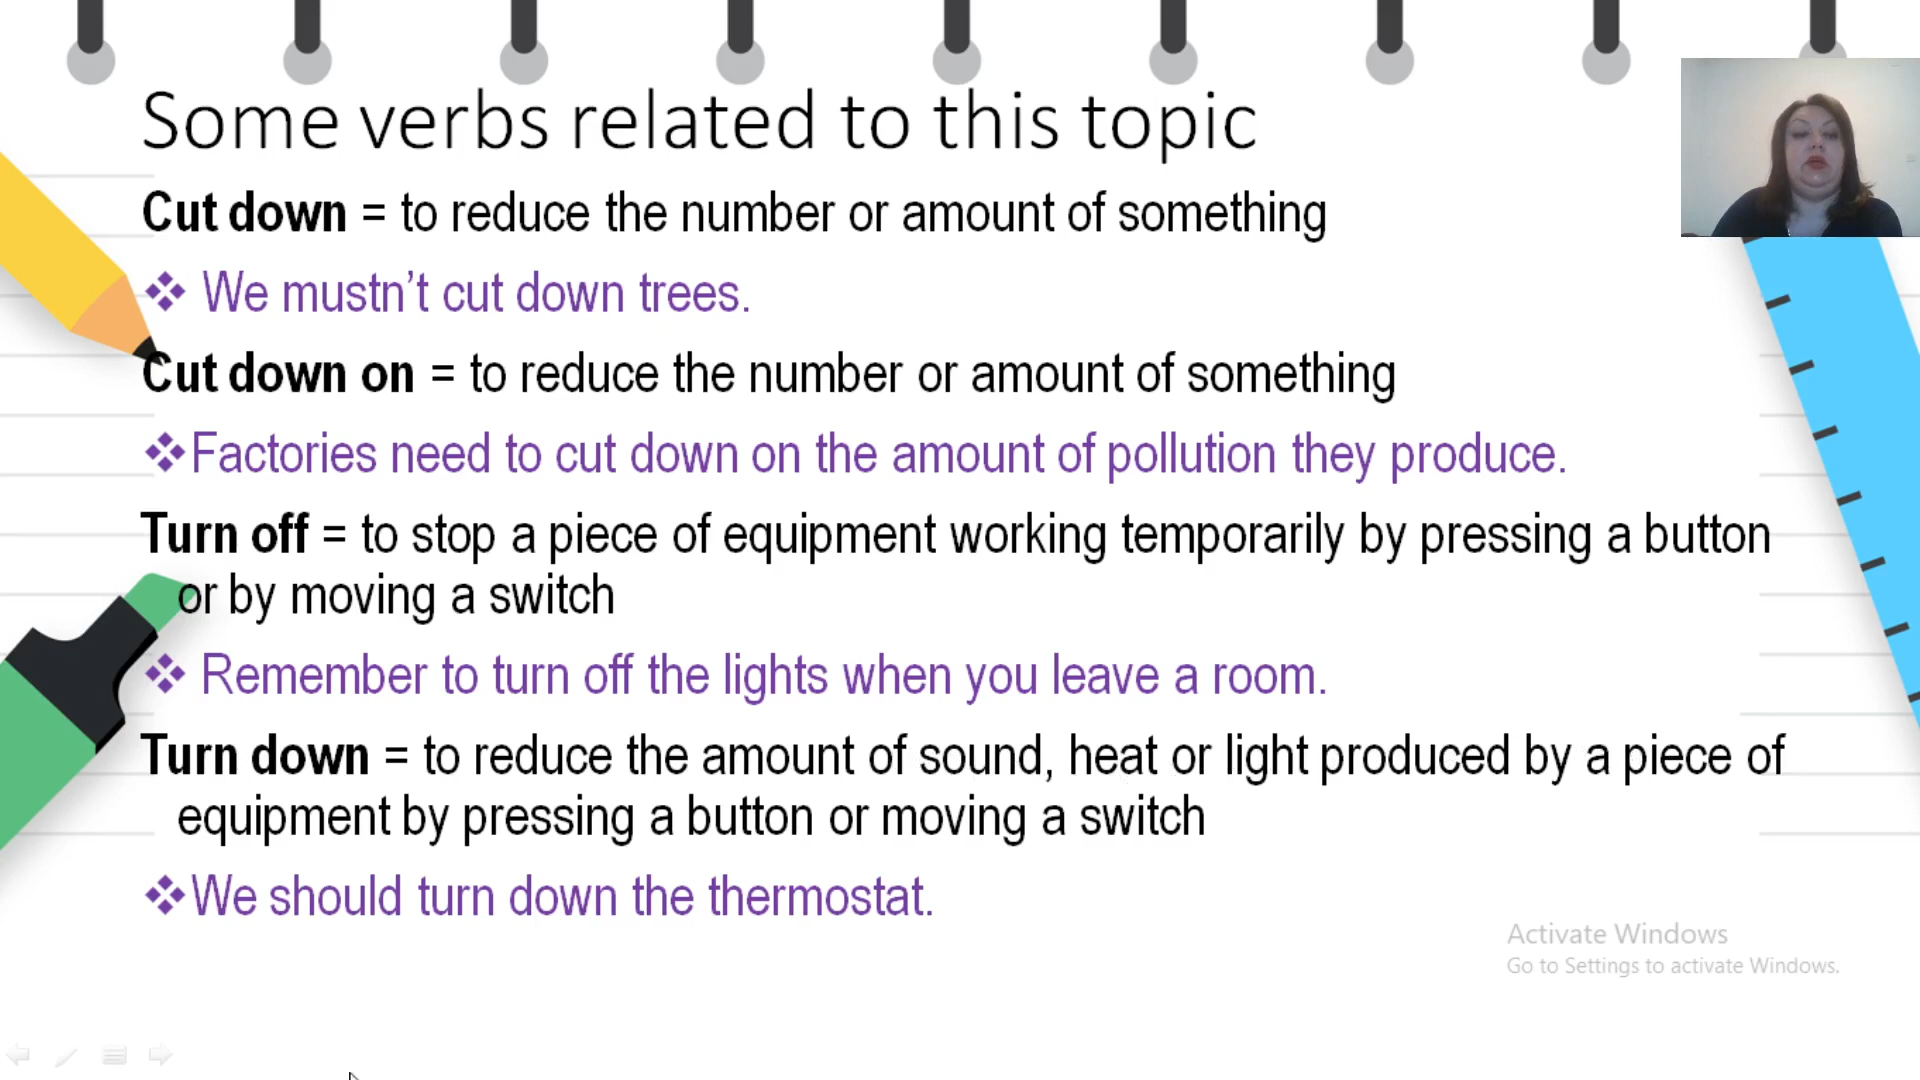 Some verbs related to this topic
Cut down = to reduce the number or amount of something
❖ We mustn’t cut down trees.
Cut down on = to reduce the number or amount of something
❖Factories need to cut down on the amount of pollution they produce.
Turn off = to stop a piece of equipment working temporarily by pressing a button
or by moving a switch
❖ Remember to turn off the lights when you leave a room.
Turn down = to reduce the amount of sound, heat or light produced by a piece of
equipment by pressing a button or moving a switch
❖We should turn down the thermostat.
Activate Windows
Go to Settings to activate Windows.